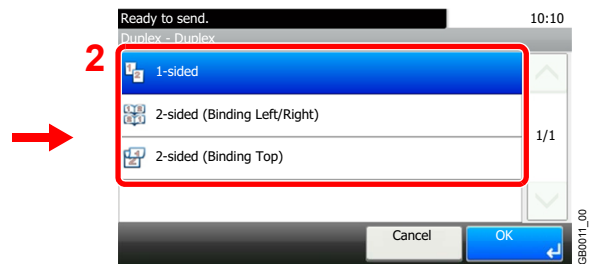 Ready to send.
10:10
Duplex - Duplex
2
1-sided
2-sided (Binding Left/Right)
1/1
2-sided (Binding Top)
Cancel
OK
GB0011_00